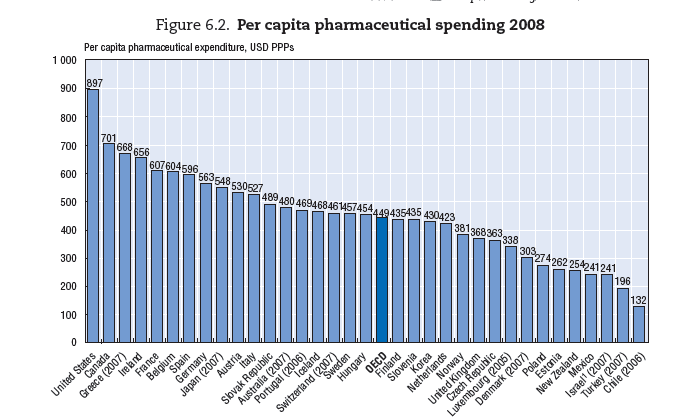 Figure 6.2. Per capita pharmaceutical spending 2008
Per capita pharmaceutical expenditure, USD PPPs
1 000
900
800
700
600
500
400
300
200
100
0
897
701
668
656
607
604
596
563
548
530
527
489
480
469
468
461
457
454
449
435
435
430
423
381
368
363
338
303
274
262
254
241
241
196
132
United States
Canada
Greece (2007)
Ireland
France
Belgium
Spain
Germany
Japan (2007)
Austria
Italy
Slovak Republic
Australia (2007)
Portugal (2006)
Iceland
Switzerland (2007)
Sweden
Hungary
OECD
Finland
Slovenia
Korea
Netherlands
Norway
United Kingdom
Czech Republic
Luxembourg (2005)
Denmark (2007)
Poland
Estonia
New Zealand
Mexico
Israel¹ (2007)
Turkey (2007)
Chile (2006)